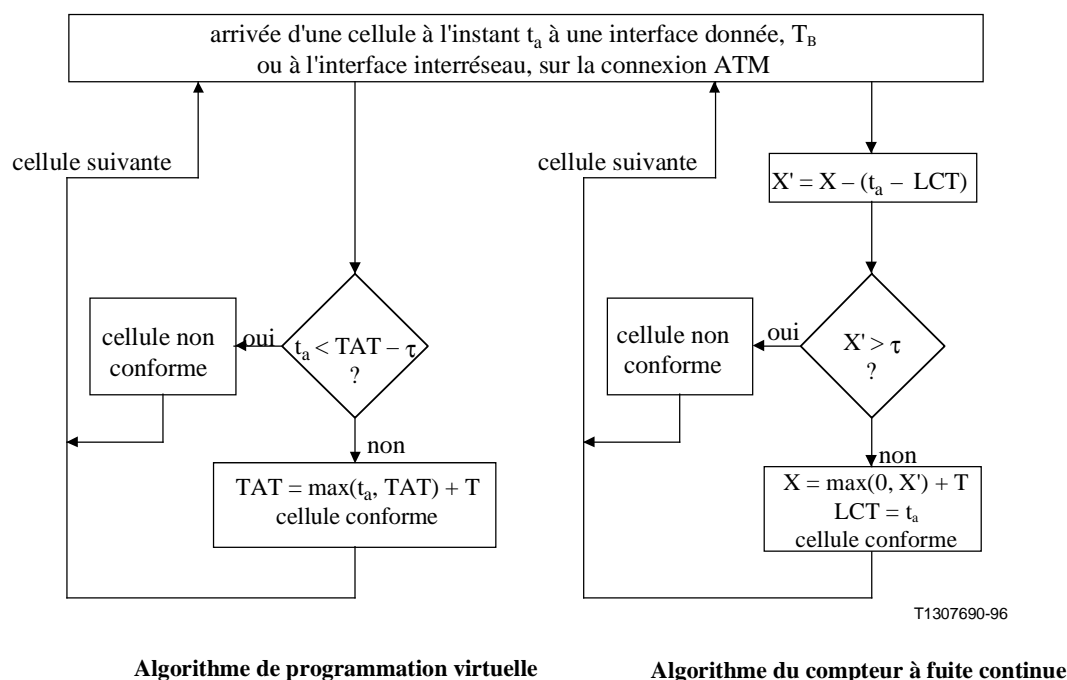 arrivée d'une cellule à l'instant tₐ à une interface donnée, T_B
ou à l'interface interréseau, sur la connexion ATM
cellule suivante
cellule non
conforme
oui
tₐ < TAT – τ
?
non
TAT = max(tₐ, TAT) + T
cellule conforme
cellule suivante
X' = X – (tₐ – LCT)
cellule non
conforme
oui
X' > τ
?
non
X = max(0, X') + T
LCT = tₐ
cellule conforme
T1307690-96
Algorithme de programmation virtuelle
Algorithme du compteur à fuite continue